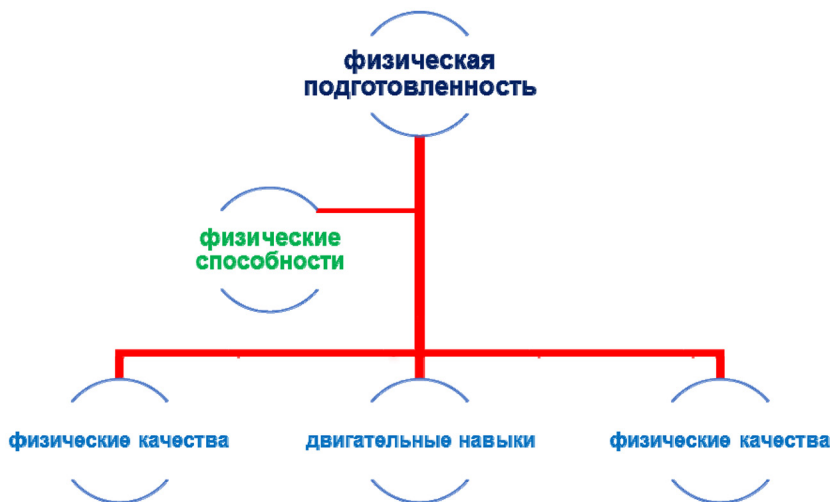 физическая
подготовленность
физические
способности
физические качества
двигательные навыки
физические качества